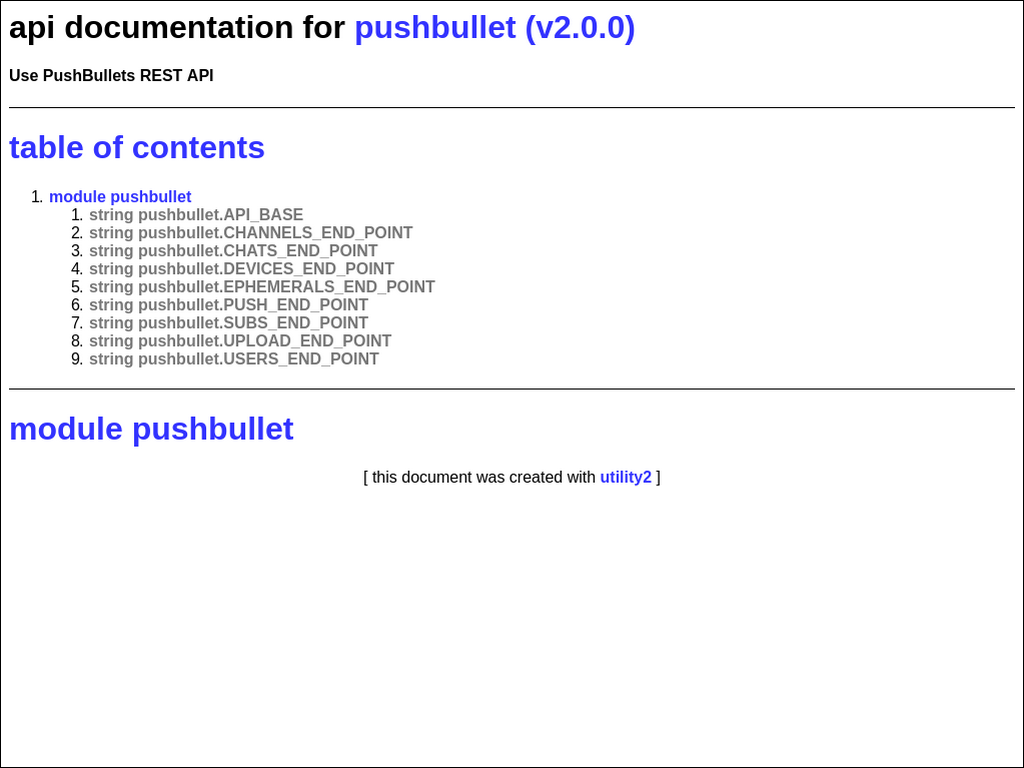 api documentation for pushbullet (v2.0.0)
Use PushBullets REST API
table of contents
1. module pushbullet
1. string pushbullet.API_BASE
2. string pushbullet.CHANNELS_END_POINT
3. string pushbullet.CHATS_END_POINT
4. string pushbullet.DEVICES_END_POINT
5. string pushbullet.EPHEMERALS_END_POINT
6. string pushbullet.PUSH_END_POINT
7. string pushbullet.SUBS_END_POINT
8. string pushbullet.UPLOAD_END_POINT
9. string pushbullet.USERS_END_POINT
module pushbullet
[ this document was created with utility2 ]